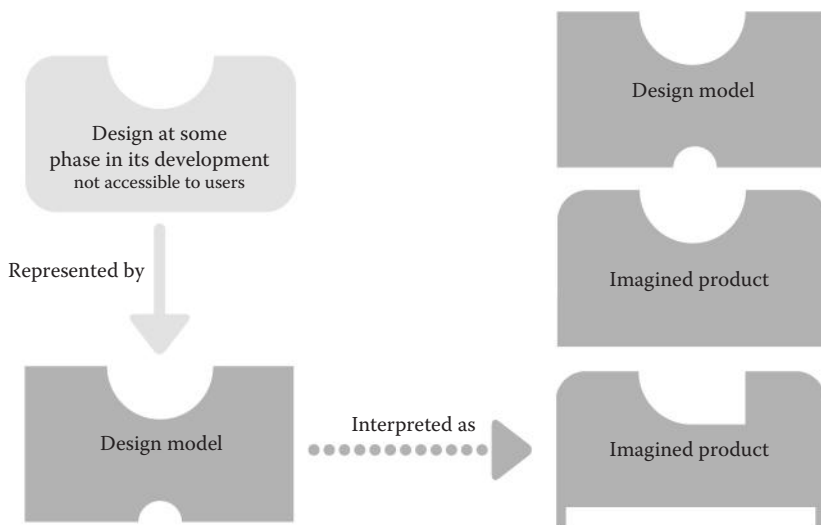 Design at some
phase in its development
not accessible to users
Represented by
Design model
Interpreted as
Design model
Imagined product
Imagined product